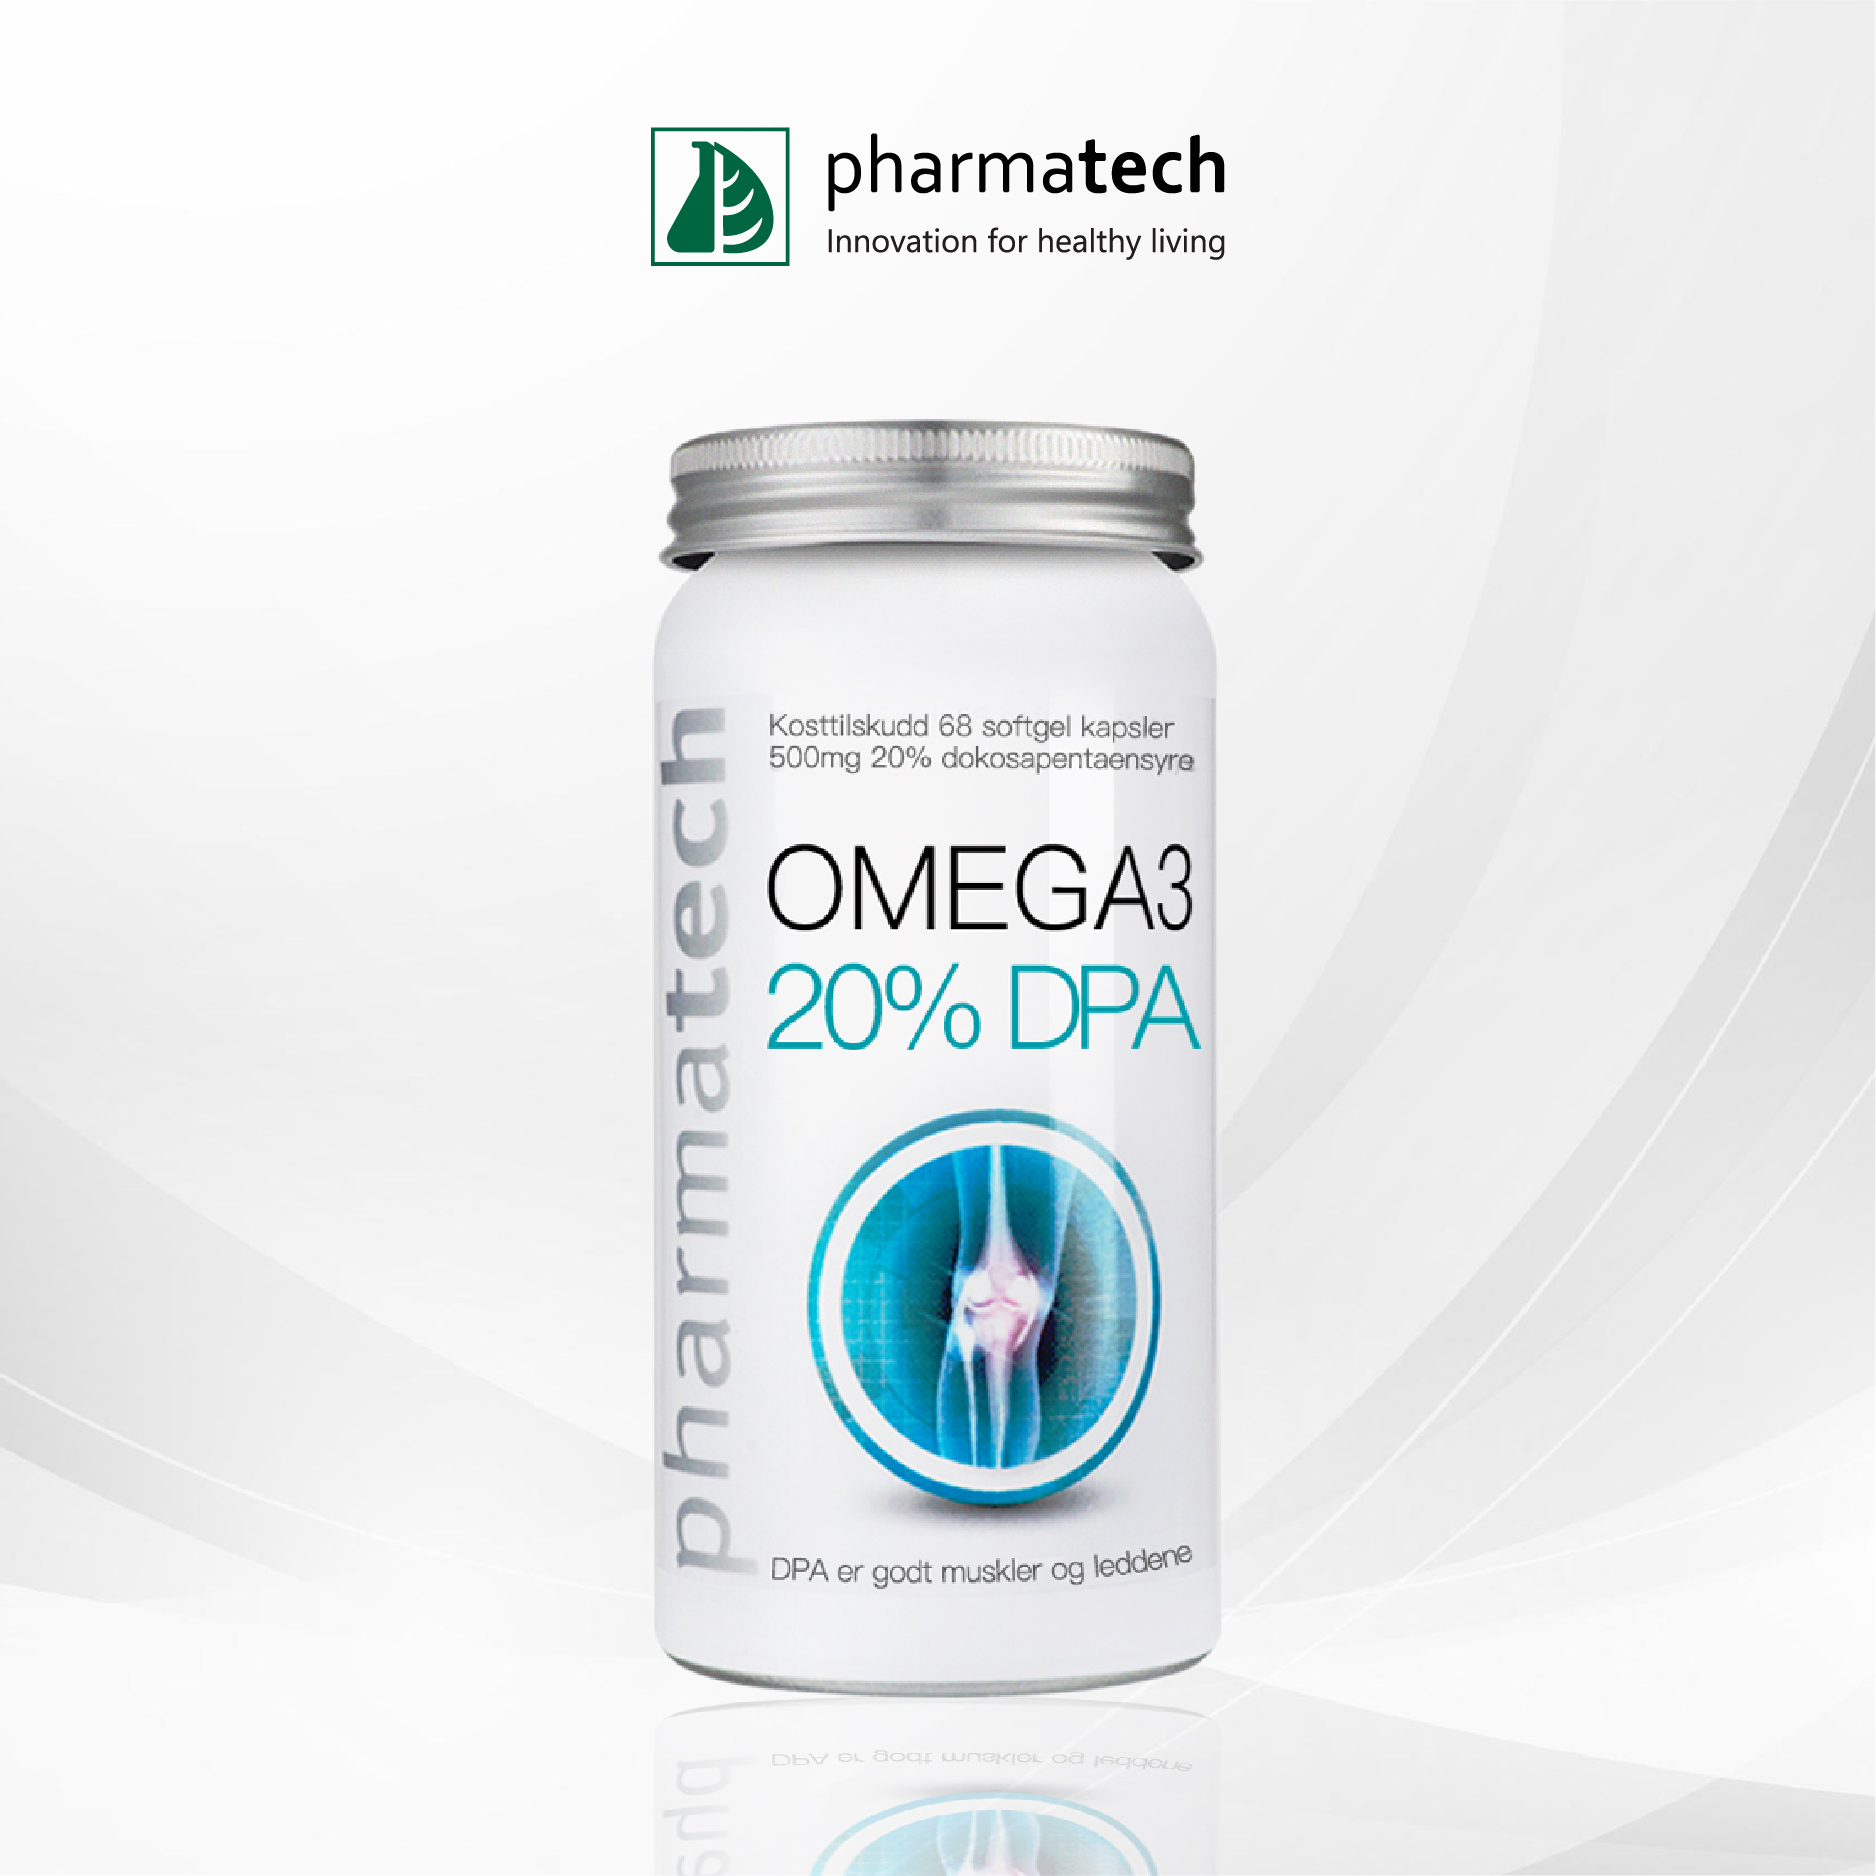 pharmatech
Innovation for healthy living
pharmatech
Kosttilskudd 68 softgel kapsler
500mg 20% dokosapentaensyre
OMEGA3
20% DPA
DPA er godt muskler og leddene